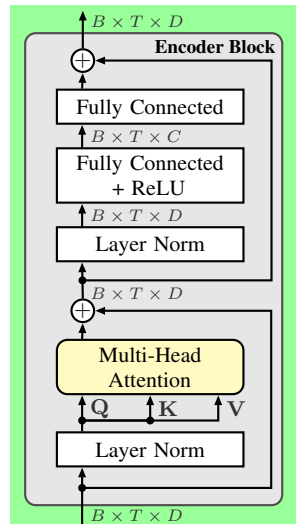 B × T × D
Encoder Block
+
Fully Connected
B × T × C
Fully Connected
+ ReLU
B × T × D
Layer Norm
B × T × D
+
Multi-Head
Attention
Q K V
Layer Norm
B × T × D